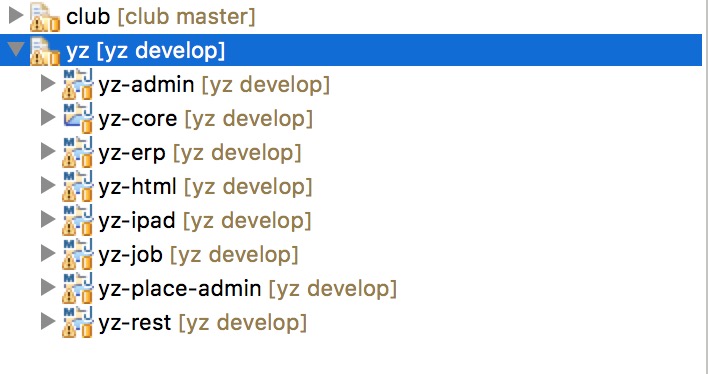 club [club master]
yz [yz develop]
yz-admin [yz develop]
yz-core [yz develop]
yz-erp [yz develop]
yz-html [yz develop]
yz-ipad [yz develop]
yz-job [yz develop]
yz-place-admin [yz develop]
yz-rest [yz develop]